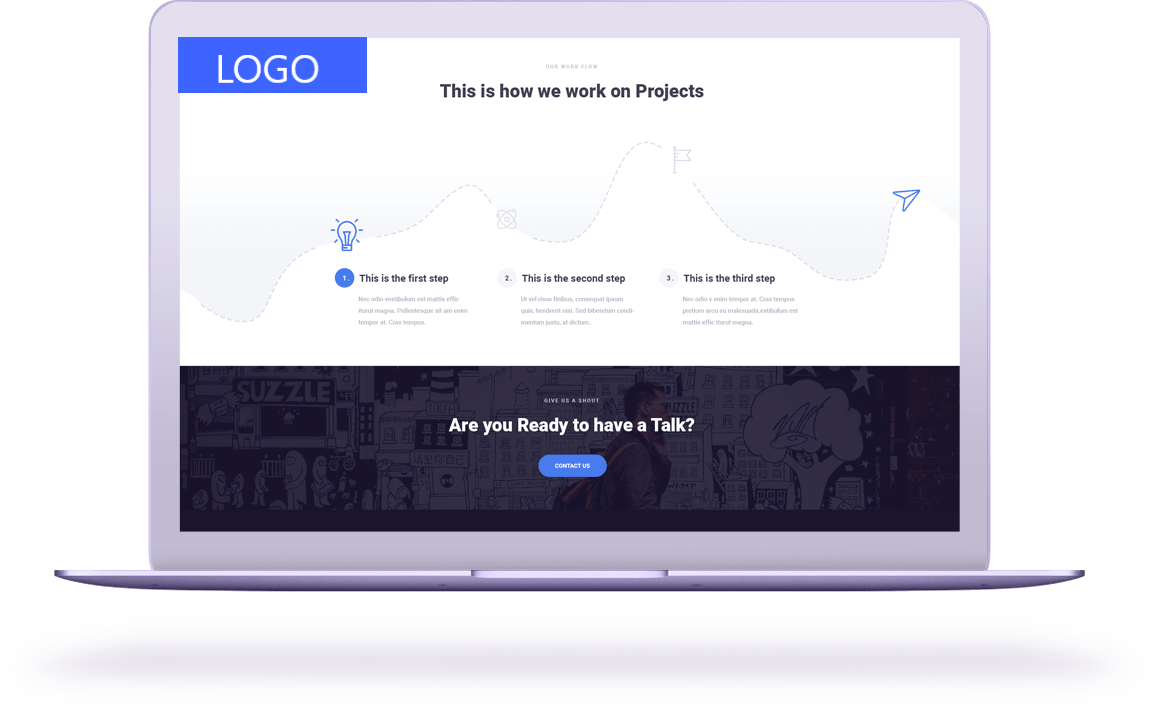 LOGO
OUR WORK FLOW
This is how we work on Projects
1.
This is the first step
Nec odio vestibulum est mattis effic
iturut magna. Pellentesque sit am enim
tempor at. Cras tempus.
2.
This is the second step
Ut vel risus finibus, consequat ipsum
quis, hendrerit nisi. Sed bibendum condi-
mentum justo, at dictum.
3.
This is the third step
Nec odio v enim tempor at. Cras tempus
pretium arcu eu malesuada.estibulum est
mattis effic iturut magna.
SUZZLE
UZZLE
GIVE US A SHOUT
Are you Ready to have a Talk?
CONTACT US